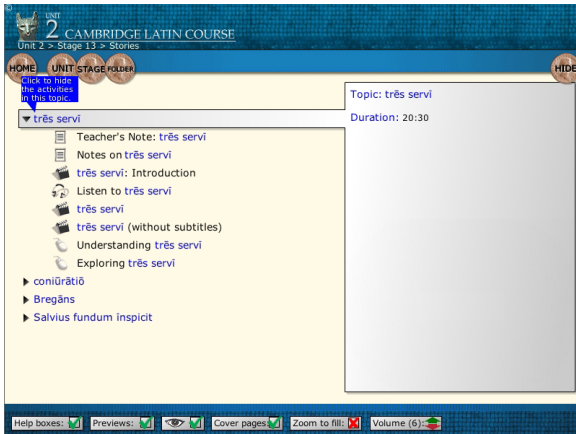 UNIT
2 CAMBRIDGE LATIN COURSE
Unit 2 > Stage 13 > Stories
HOME UNIT STAGE FOLDER HIDE
Click to hide
the activities
in this topic.
Topic: trēs servī
Duration: 20:30
trēs servī
Teacher's Note: trēs servī
Notes on trēs servī
trēs servī: Introduction
Listen to trēs servī
trēs servī
trēs servī (without subtitles)
Understanding trēs servī
Exploring trēs servī
coniūrātiō
Bregāns
Salvius fundum īnspicit
Help boxes: Previews: Cover pages: Zoom to fill: Volume (6):